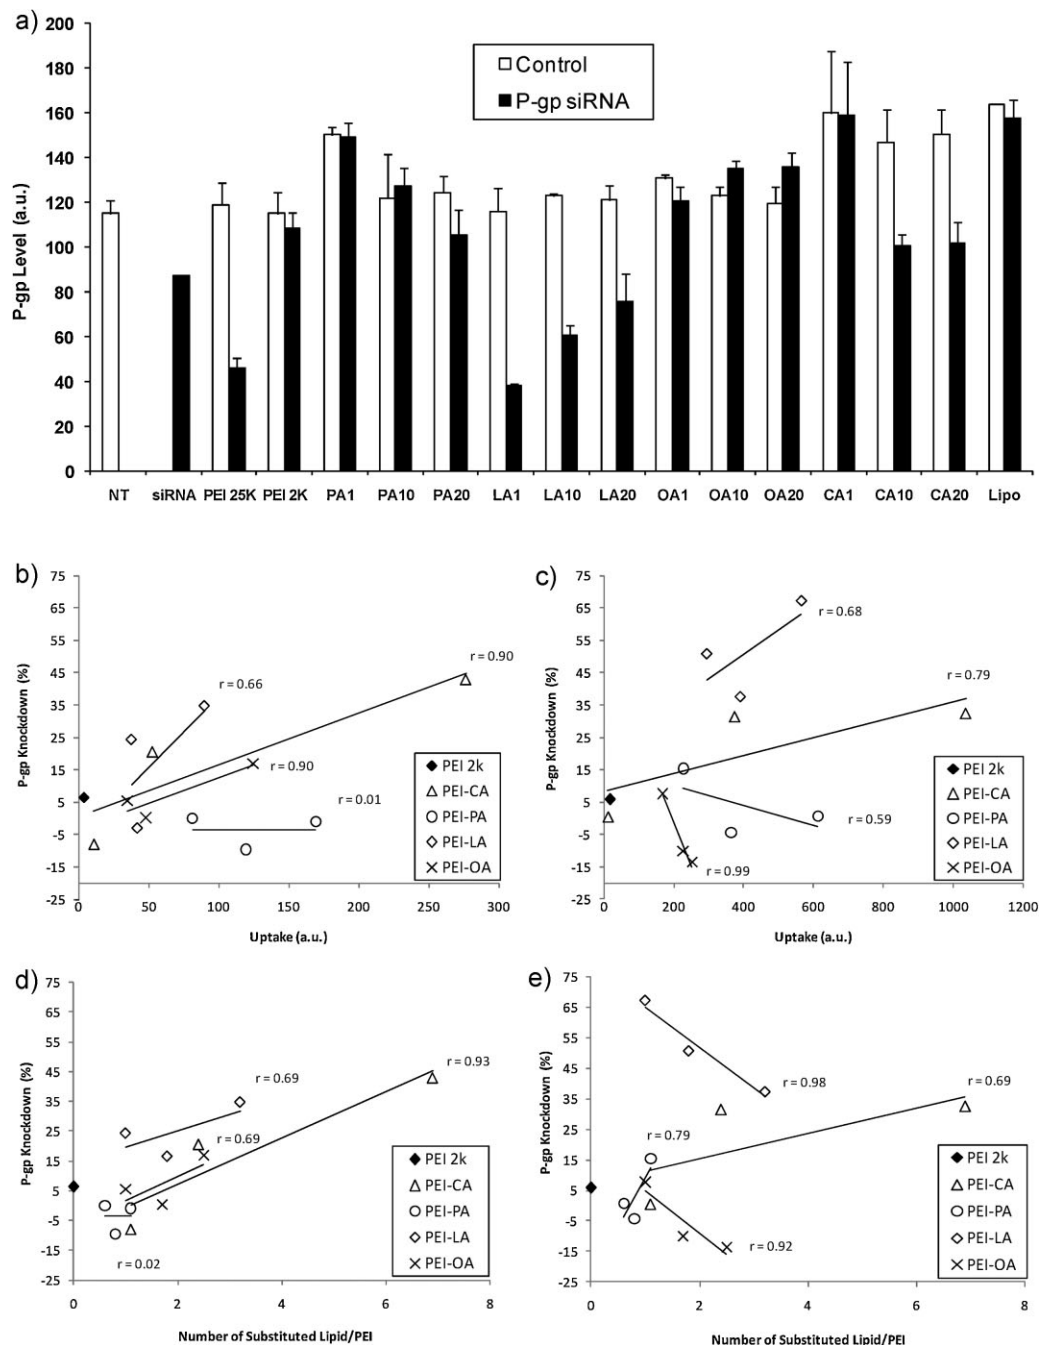 a)
200
180
160
140
120
100
80
60
40
20
0
P-gp Level (a.u.)
Control
P-gp siRNA
NT siRNA PEI 25K PEI 2K PA1 PA10 PA20 LA1 LA10 LA20 OA1 OA10 OA20 CA1 CA10 CA20 Lipo
b)
75
65
55
45
35
25
15
5
-5
-15
-25
P-gp Knockdown (%)
r = 0.90
r = 0.66
r = 0.90
r = 0.01
PEI 2k
PEI-CA
PEI-PA
PEI-LA
PEI-OA
0 50 100 150 200 250 300
Uptake (a.u.)
c)
75
65
55
45
35
25
15
5
-5
-15
-25
P-gp Knockdown (%)
r = 0.68
r = 0.79
r = 0.59
r = 0.99
PEI 2k
PEI-CA
PEI-PA
PEI-LA
PEI-OA
0 200 400 600 800 1000 1200
Uptake (a.u.)
d)
75
65
55
45
35
25
15
5
-5
-15
-25
P-gp Knockdown (%)
r = 0.93
r = 0.69
r = 0.69
r = 0.02
PEI 2k
PEI-CA
PEI-PA
PEI-LA
PEI-OA
0 2 4 6 8
Number of Substituted Lipid/PEI
e)
75
65
55
45
35
25
15
5
-5
-15
-25
P-gp Knockdown (%)
r = 0.98
r = 0.69
r = 0.79
r = 0.92
PEI 2k
PEI-CA
PEI-PA
PEI-LA
PEI-OA
0 2 4 6 8
Number of Substituted Lipid/PEI